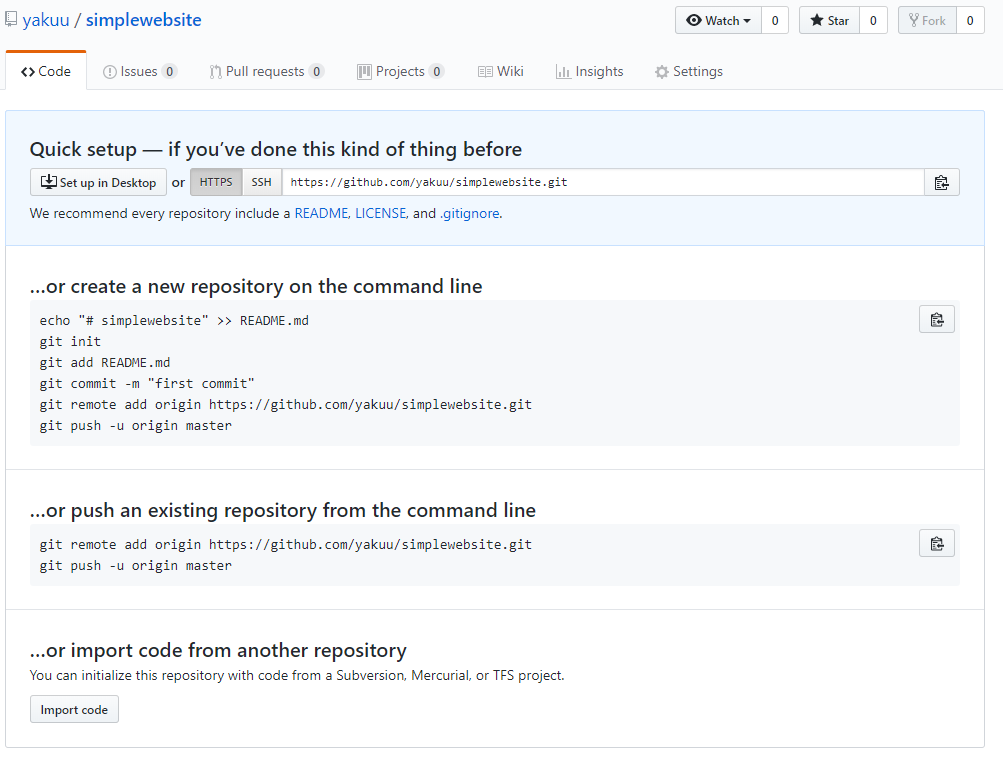 yakuu / simplewebsite
Watch 0 Star 0 Fork 0
Code Issues 0 Pull requests 0 Projects 0 Wiki Insights Settings
Quick setup — if you’ve done this kind of thing before
Set up in Desktop or HTTPS SSH https://github.com/yakuu/simplewebsite.git
We recommend every repository include a README, LICENSE, and .gitignore.
…or create a new repository on the command line
echo "# simplewebsite" >> README.md
git init
git add README.md
git commit -m "first commit"
git remote add origin https://github.com/yakuu/simplewebsite.git
git push -u origin master
…or push an existing repository from the command line
git remote add origin https://github.com/yakuu/simplewebsite.git
git push -u origin master
…or import code from another repository
You can initialize this repository with code from a Subversion, Mercurial, or TFS project.
Import code